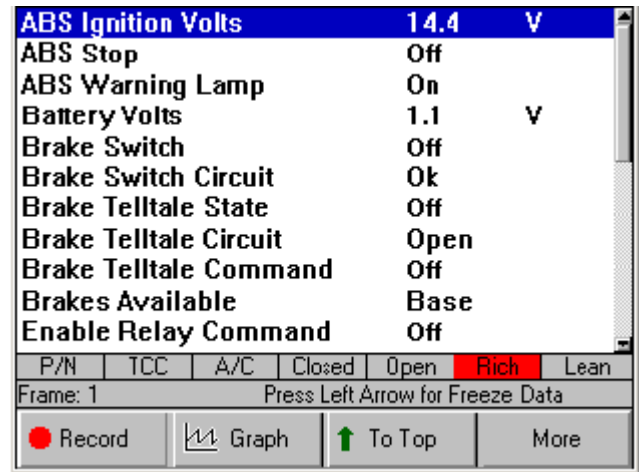 ABS Ignition Volts 14.4 V
ABS Stop Off
ABS Warning Lamp On
Battery Volts 1.1 V
Brake Switch Off
Brake Switch Circuit Ok
Brake Telltale State Off
Brake Telltale Circuit Open
Brake Telltale Command Off
Brakes Available Base
Enable Relay Command Off
P/N TCC A/C Closed Open Rich Lean
Frame: 1 Press Left Arrow for Freeze Data
Record Graph To Top More